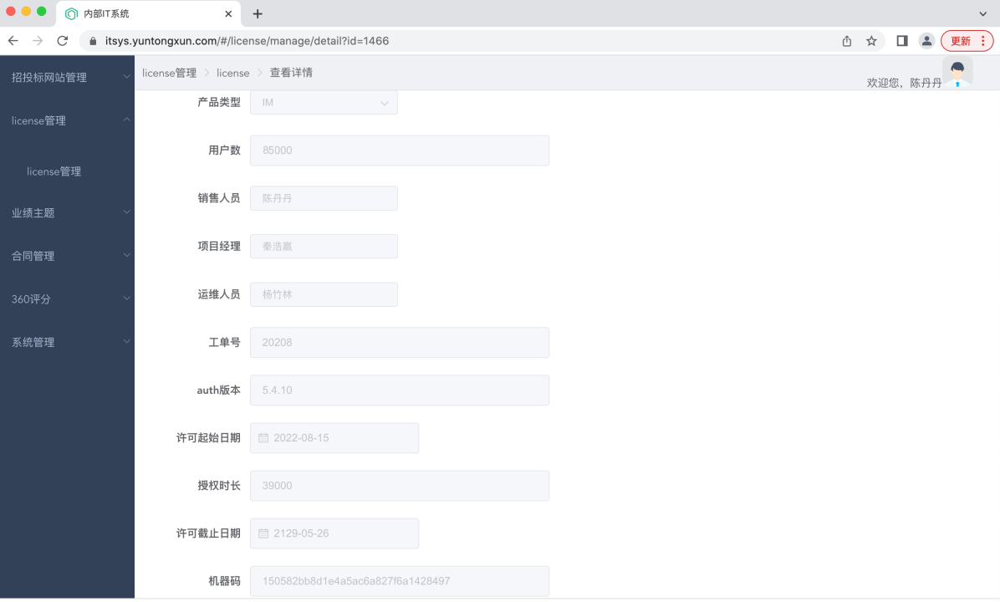 内部IT系统
itsys.yuntongxun.com/#/license/manage/detail?id=1466
更新
招投标网站管理
license管理
license管理
业绩主题
合同管理
360评分
系统管理
license管理 > license > 查看详情
欢迎您，陈丹丹
产品类型 IM
用户数 85000
销售人员 陈丹丹
项目经理 秦浩赢
运维人员 杨竹林
工单号 20208
auth版本 5.4.10
许可起始日期 2022-08-15
授权时长 39000
许可截止日期 2129-05-26
机器码 150582bb8d1e4a5ac6a827f6a1428497